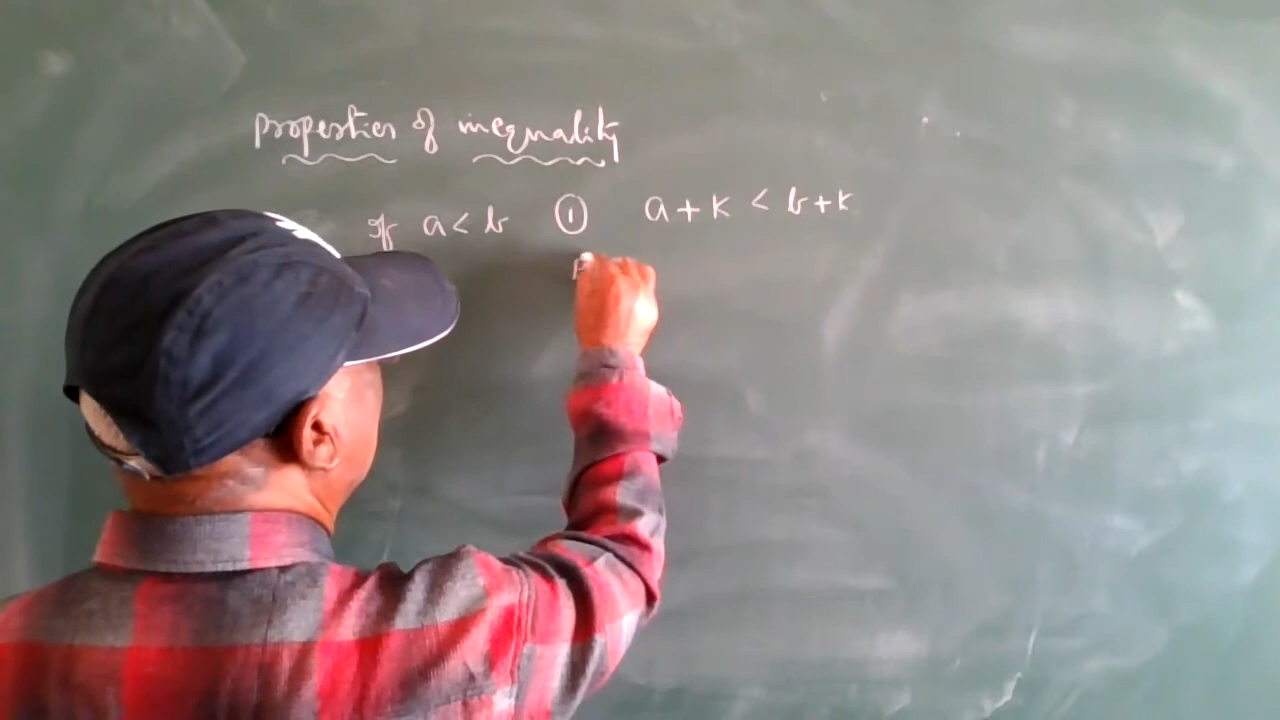 properties of inequality
If a < b ① a + k < b + k